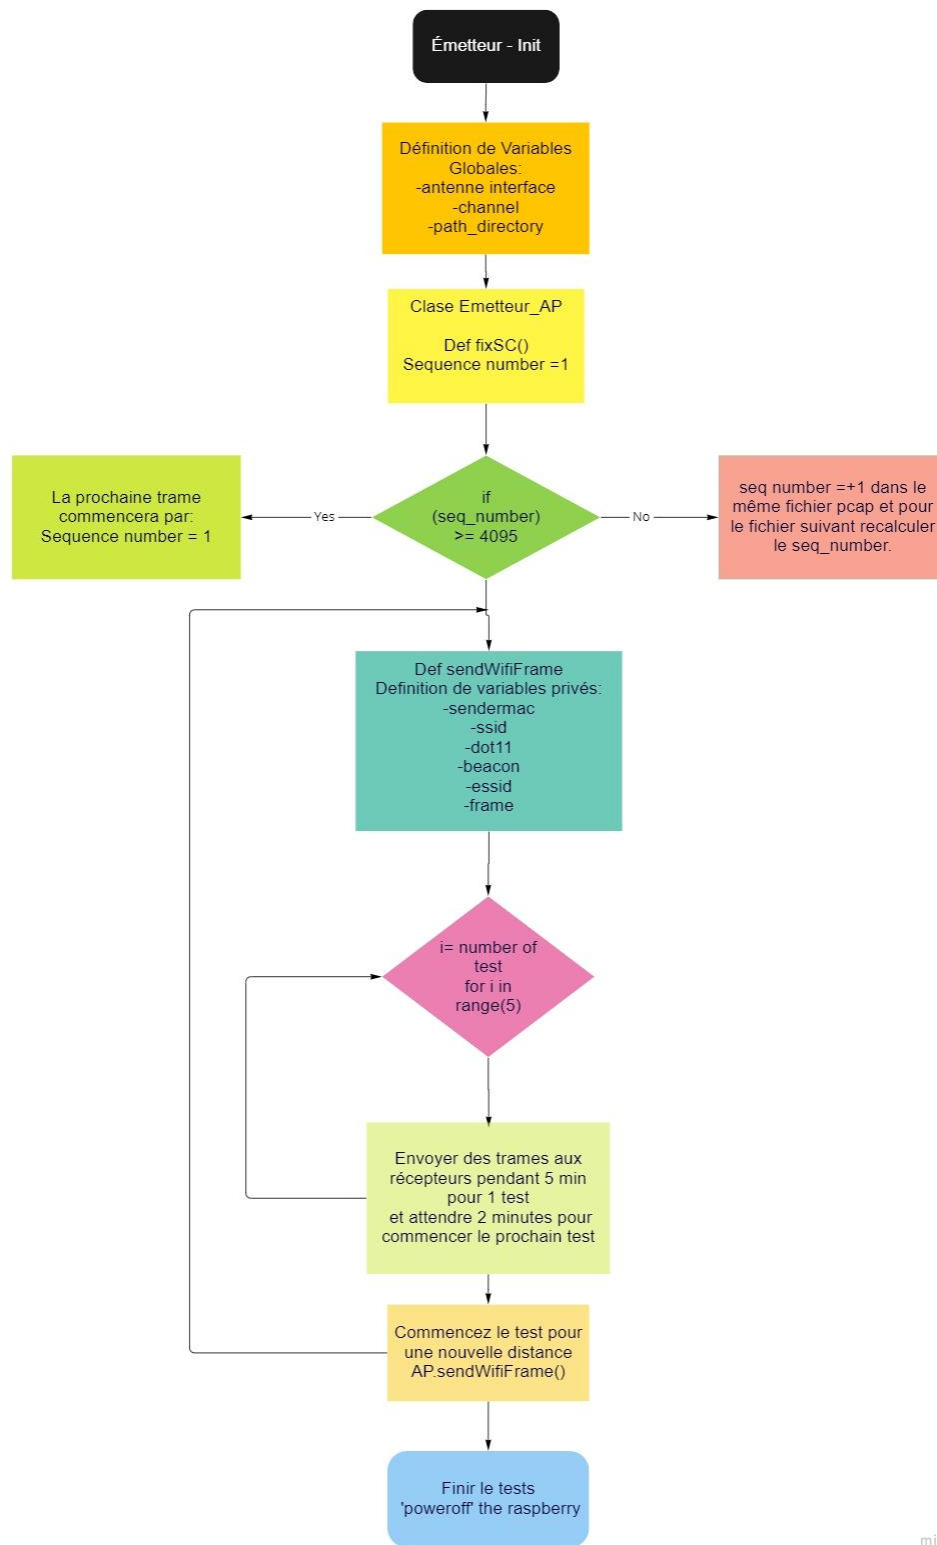 Émetteur - Init
Définition de Variables
Globales:
-antenne interface
-channel
-path_directory
Clase Emetteur_AP
Def fixSC()
Sequence number =1
if
(seq_number)
>= 4095
Yes
La prochaine trame
commencera par:
Sequence number = 1
No
seq number =+1 dans le
même fichier pcap et pour
le fichier suivant recalculer
le seq_number.
Def sendWifiFrame
Definition de variables privés:
-sendermac
-ssid
-dot11
-beacon
-essid
-frame
i= number of
test
for i in
range(5)
Envoyer des trames aux
récepteurs pendant 5 min
pour 1 test
et attendre 2 minutes pour
commencer le prochain test
Commencez le test pour
une nouvelle distance
AP.sendWifiFrame()
Finir le tests
'poweroff' the raspberry
mi